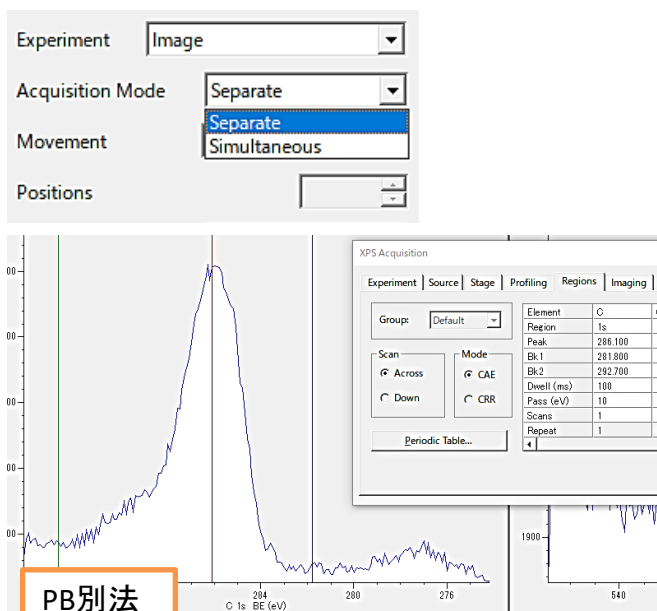 Experiment Image
Acquisition Mode Separate
Separate
Movement
Simultaneous
Positions
XPS Acquisition
Experiment Source Stage Profiling Regions Imaging
Group: Default
Element C
Region 1s
Peak 286.100
Scan Mode
Bk1 281.800
Across CAE
Bk2 292.700
Dwell (ms) 100
Down CRR
Pass (eV) 10
Scans 1
Repeat 1
Periodic Table...
1900
PB別法
284 280 276
C 1s BE (eV)
540